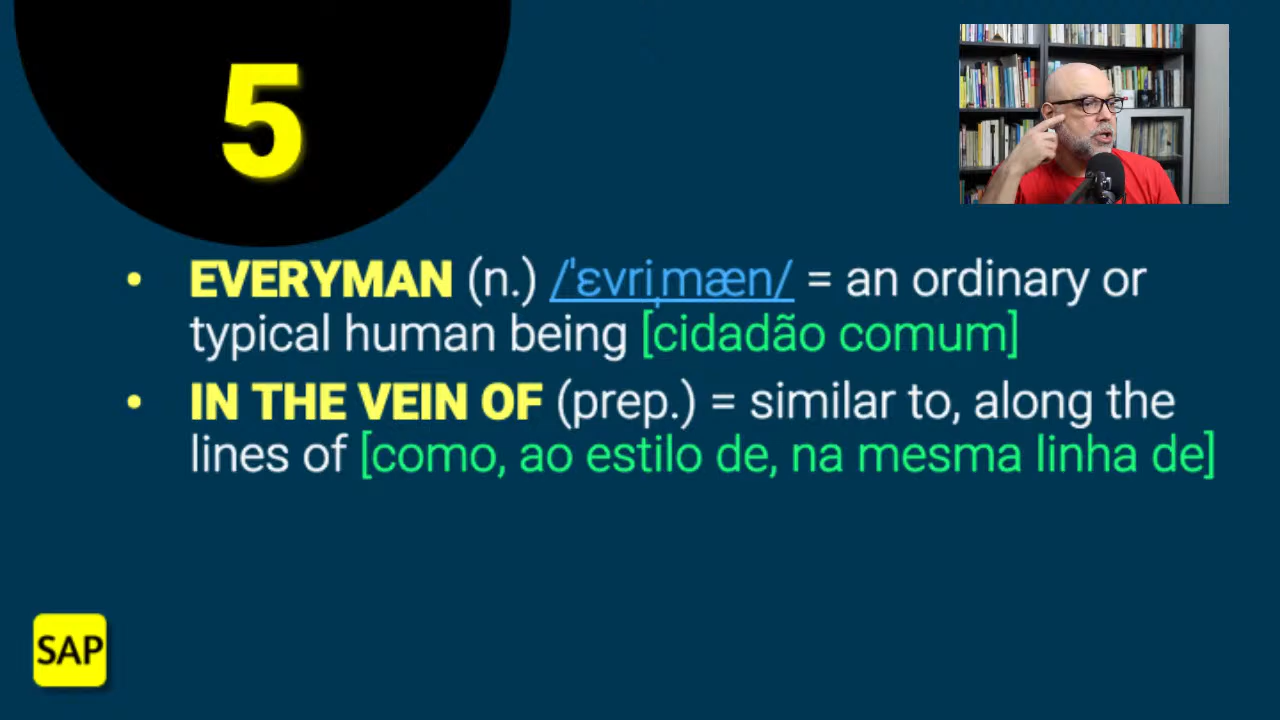 5
• EVERYMAN (n.) /ˈɛvriˌmæn/ = an ordinary or
typical human being [cidadão comum]
• IN THE VEIN OF (prep.) = similar to, along the
lines of [como, ao estilo de, na mesma linha de]
SAP